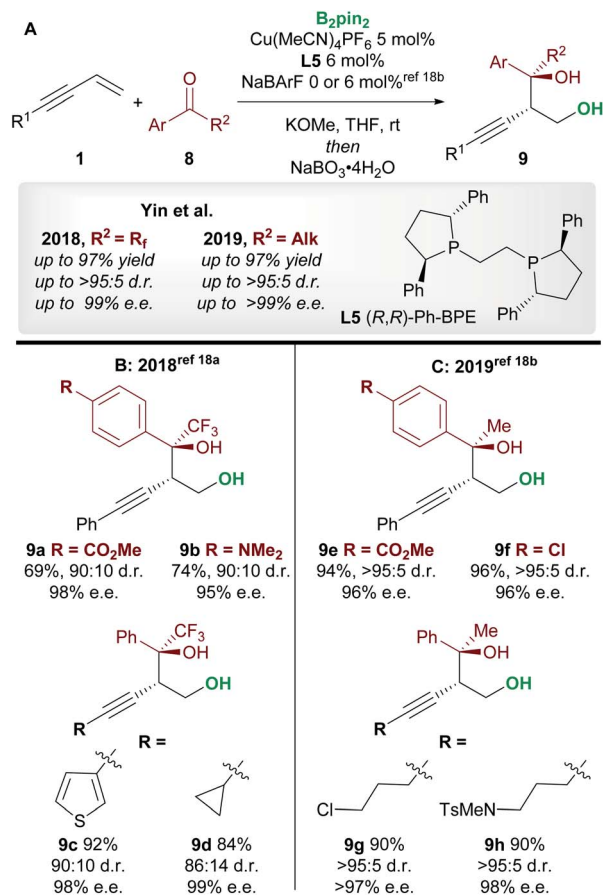 A
B₂pin₂
Cu(MeCN)₄PF₆ 5 mol%
L5 6 mol%
NaBArF 0 or 6 mol%ʳᵉᶠ ¹⁸ᵇ
KOMe, THF, rt
then
NaBO₃•4H₂O
R¹
1
+
O
Ar
R²
8
Ar
R²
OH
OH
R¹
9
Yin et al.
2018, R² = Rf
up to 97% yield
up to >95:5 d.r.
up to 99% e.e.
2019, R² = Alk
up to 97% yield
up to >95:5 d.r.
up to >99% e.e.
Ph
Ph
P
P
Ph
Ph
L5 (R,R)-Ph-BPE
B: 2018ʳᵉᶠ ¹⁸ᵃ
R
CF₃
OH
OH
Ph
9a R = CO₂Me
69%, 90:10 d.r.
98% e.e.
9b R = NMe₂
74%, 90:10 d.r.
95% e.e.
Ph
CF₃
OH
OH
R
R =
S
9c 92%
90:10 d.r.
98% e.e.
9d 84%
86:14 d.r.
99% e.e.
C: 2019ʳᵉᶠ ¹⁸ᵇ
R
Me
OH
OH
Ph
9e R = CO₂Me
94%, >95:5 d.r.
96% e.e.
9f R = Cl
96%, >95:5 d.r.
96% e.e.
Ph
Me
OH
OH
R
R =
Cl
TsMeN
9g 90%
>95:5 d.r.
>97% e.e.
9h 90%
>95:5 d.r.
98% e.e.